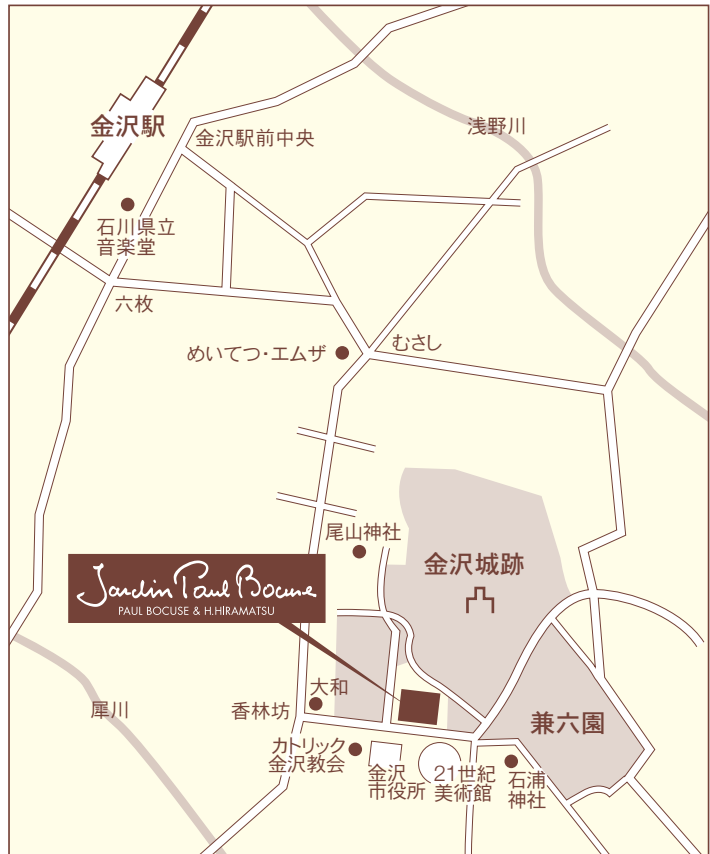 金沢駅
金沢駅前中央
浅野川
石川県立
音楽堂
六枚
めいてつ・エムザ
むさし
尾山神社
金沢城跡
Jardin Paul Bocuse
PAUL BOCUSE & H.HIRAMATSU
大和
香林坊
犀川
兼六園
カトリック
金沢教会
金沢
市役所
21世紀
美術館
石浦
神社